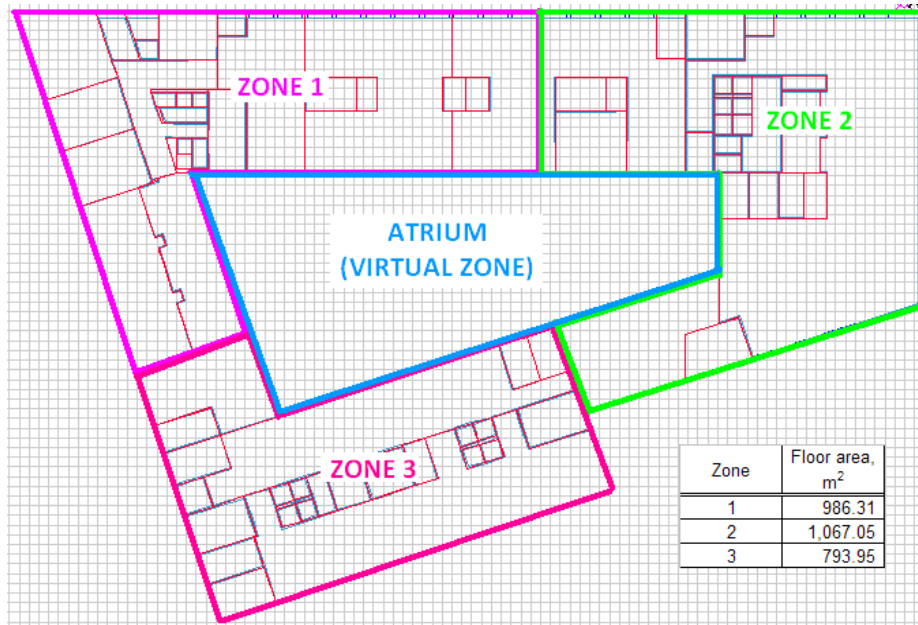 ZONE 1
ZONE 2
ATRIUM
(VIRTUAL ZONE)
ZONE 3
Zone Floor area, m²
1 986.31
2 1,067.05
3 793.95